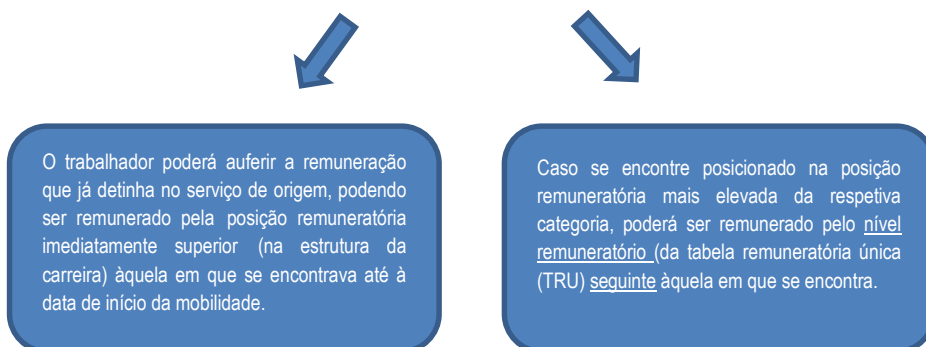 O trabalhador poderá auferir a remuneração
que já detinha no serviço de origem, podendo
ser remunerado pela posição remuneratória
imediatamente superior (na estrutura da
carreira) àquela em que se encontrava até à
data de início da mobilidade.
Caso se encontre posicionado na posição
remuneratória mais elevada da respetiva
categoria, poderá ser remunerado pelo nível
remuneratório (da tabela remuneratória única
(TRU) seguinte àquela em que se encontra.